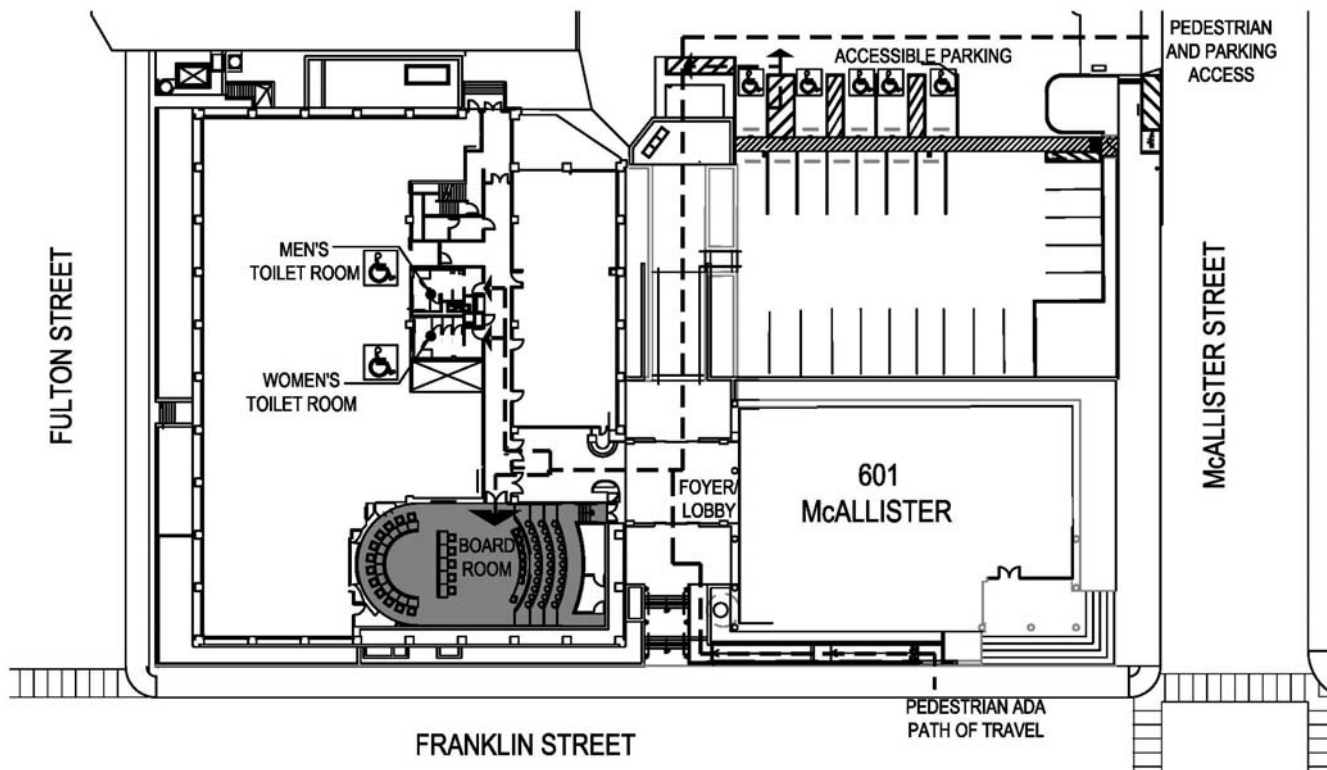 PEDESTRIAN
AND PARKING
ACCESS
ACCESSIBLE PARKING
MEN'S
TOILET ROOM
WOMEN'S
TOILET ROOM
FULTON STREET
McALLISTER STREET
FOYER/
LOBBY
601
McALLISTER
BOARD
ROOM
PEDESTRIAN ADA
PATH OF TRAVEL
FRANKLIN STREET